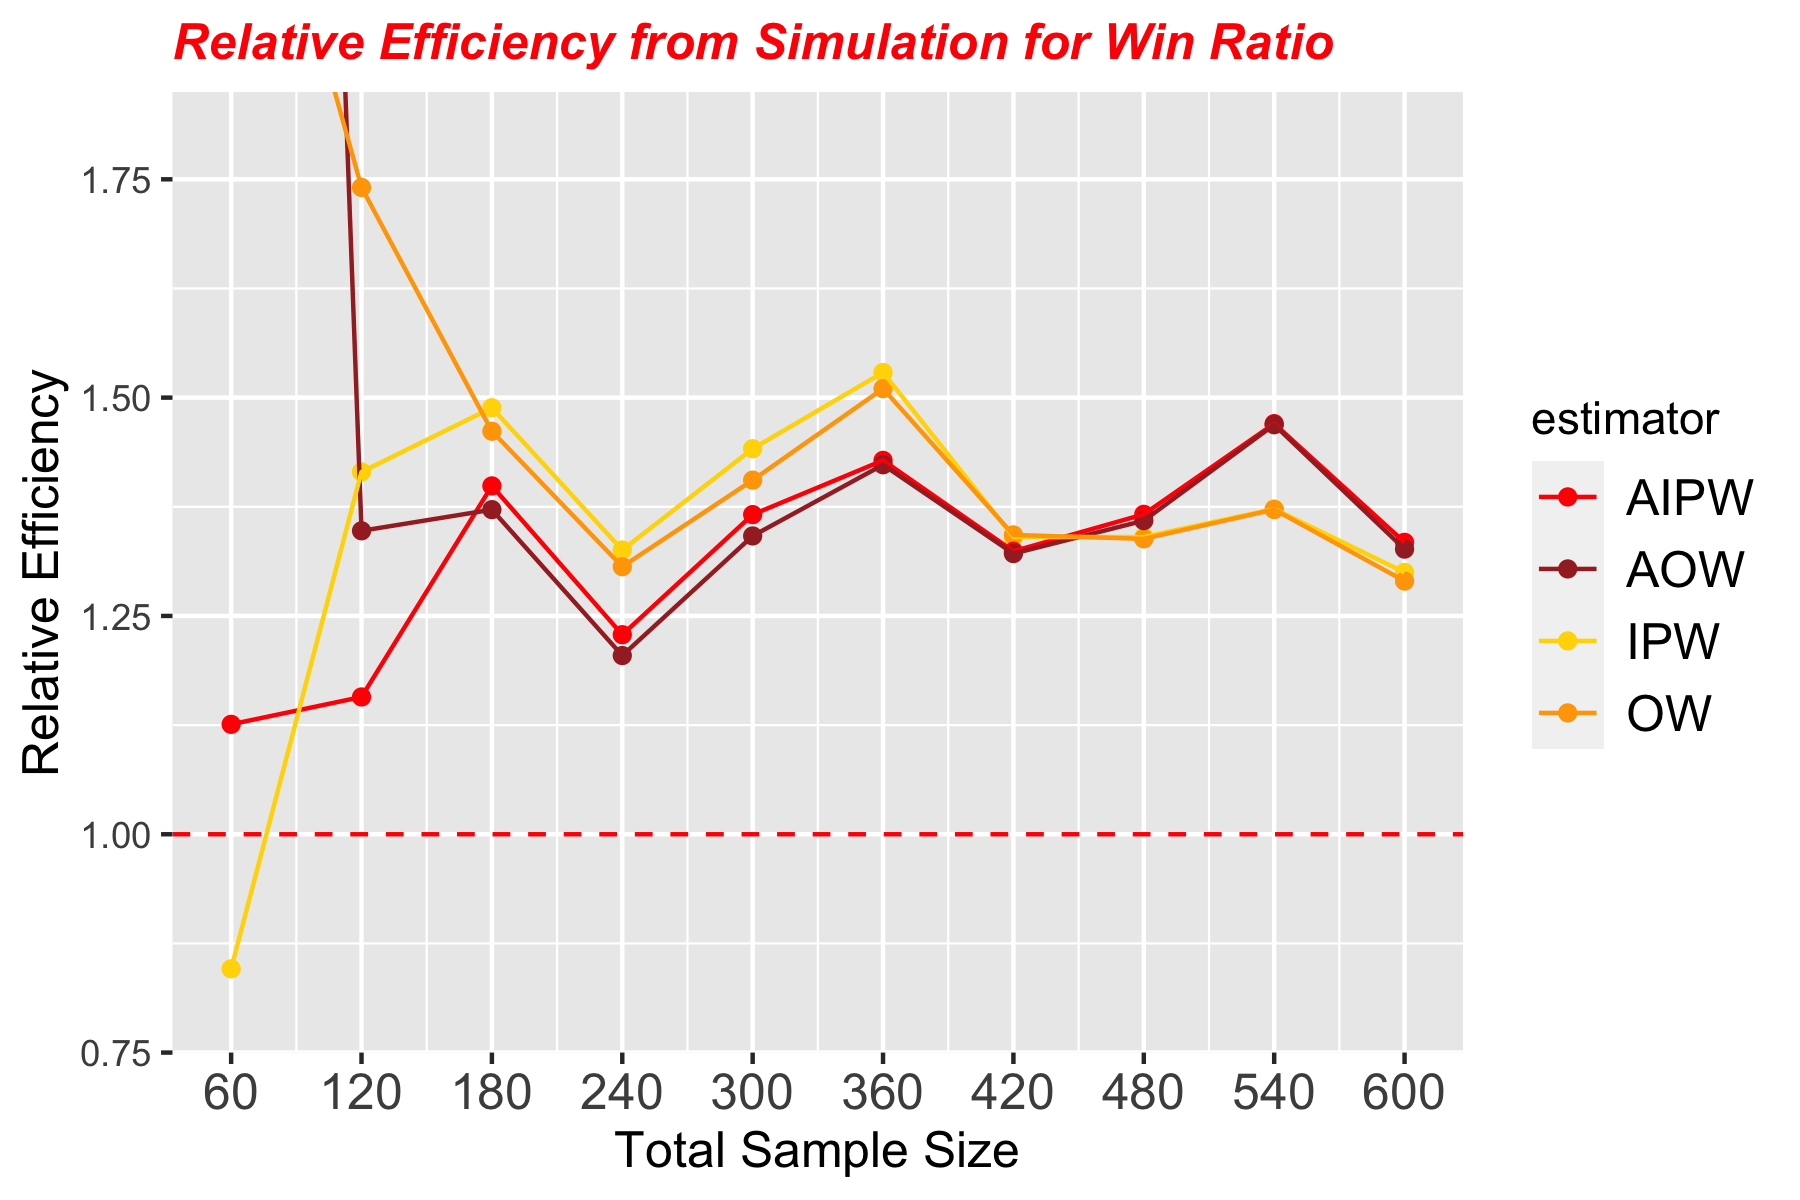 Relative Efficiency from Simulation for Win Ratio
Relative Efficiency
1.75
1.50
1.25
1.00
0.75
60 120 180 240 300 360 420 480 540 600
Total Sample Size
estimator
AIPW
AOW
IPW
OW